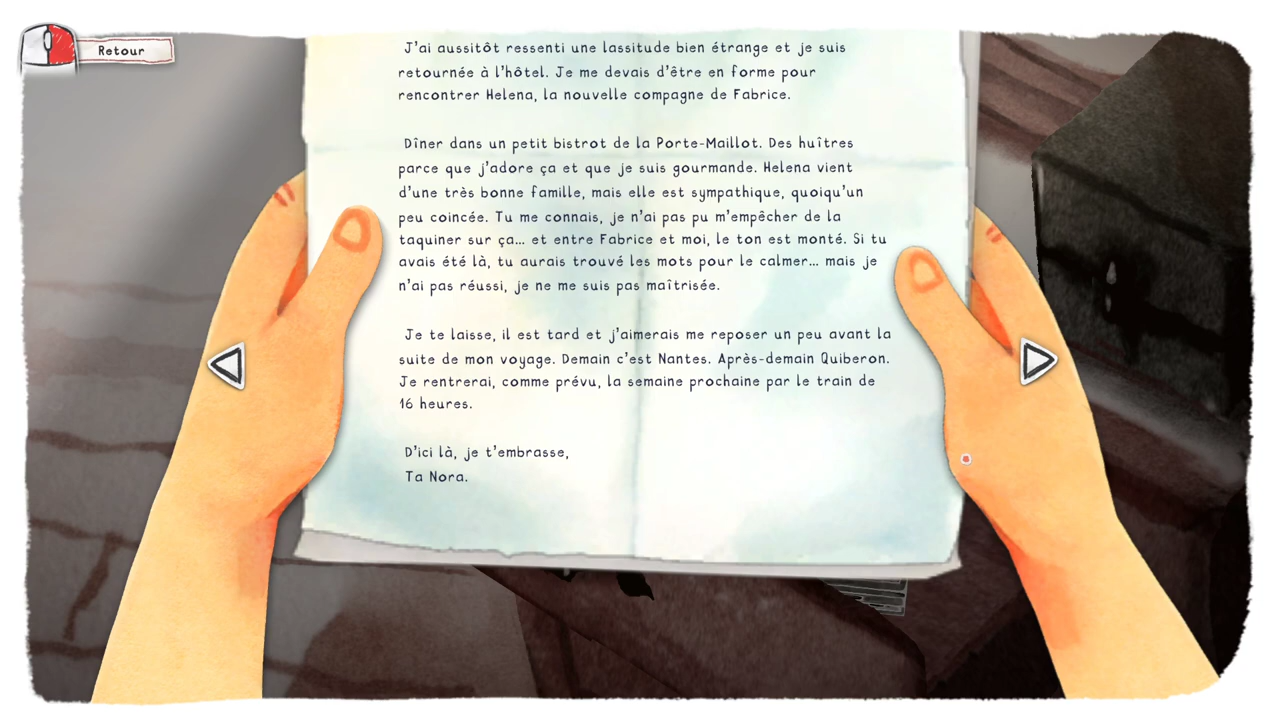 Retour
J'ai aussitôt ressenti une lassitude bien étrange et je suis
retournée à l'hôtel. Je me devais d'être en forme pour
rencontrer Helena, la nouvelle compagne de Fabrice.
Dîner dans un petit bistrot de la Porte-Maillot. Des huîtres
parce que j'adore ça et que je suis gourmande. Helena vient
d'une très bonne famille, mais elle est sympathique, quoiqu'un
peu coincée. Tu me connais, je n'ai pas pu m'empêcher de la
taquiner sur ça... et entre Fabrice et moi, le ton est monté. Si tu
avais été là, tu aurais trouvé les mots pour le calmer... mais je
n'ai pas réussi, je ne me suis pas maîtrisée.
Je te laisse, il est tard et j'aimerais me reposer un peu avant la
suite de mon voyage. Demain c'est Nantes. Après-demain Quiberon.
Je rentrerai, comme prévu, la semaine prochaine par le train de
16 heures.
D'ici là, je t'embrasse,
Ta Nora.